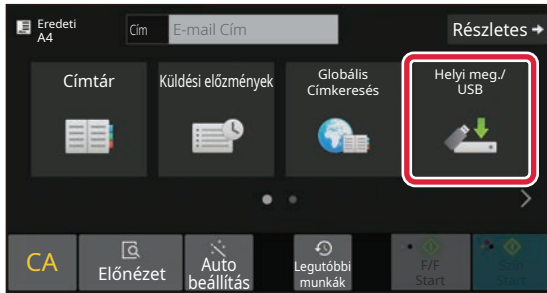 Eredeti
A4
Cím
E-mail Cím
Részletes
Címtár
Küldési előzmények
Globális
Címkeresés
Helyi meg./
USB
CA
Előnézet
Auto
beállítás
Legutóbbi
munkák
F/F
Start
Szín
Start